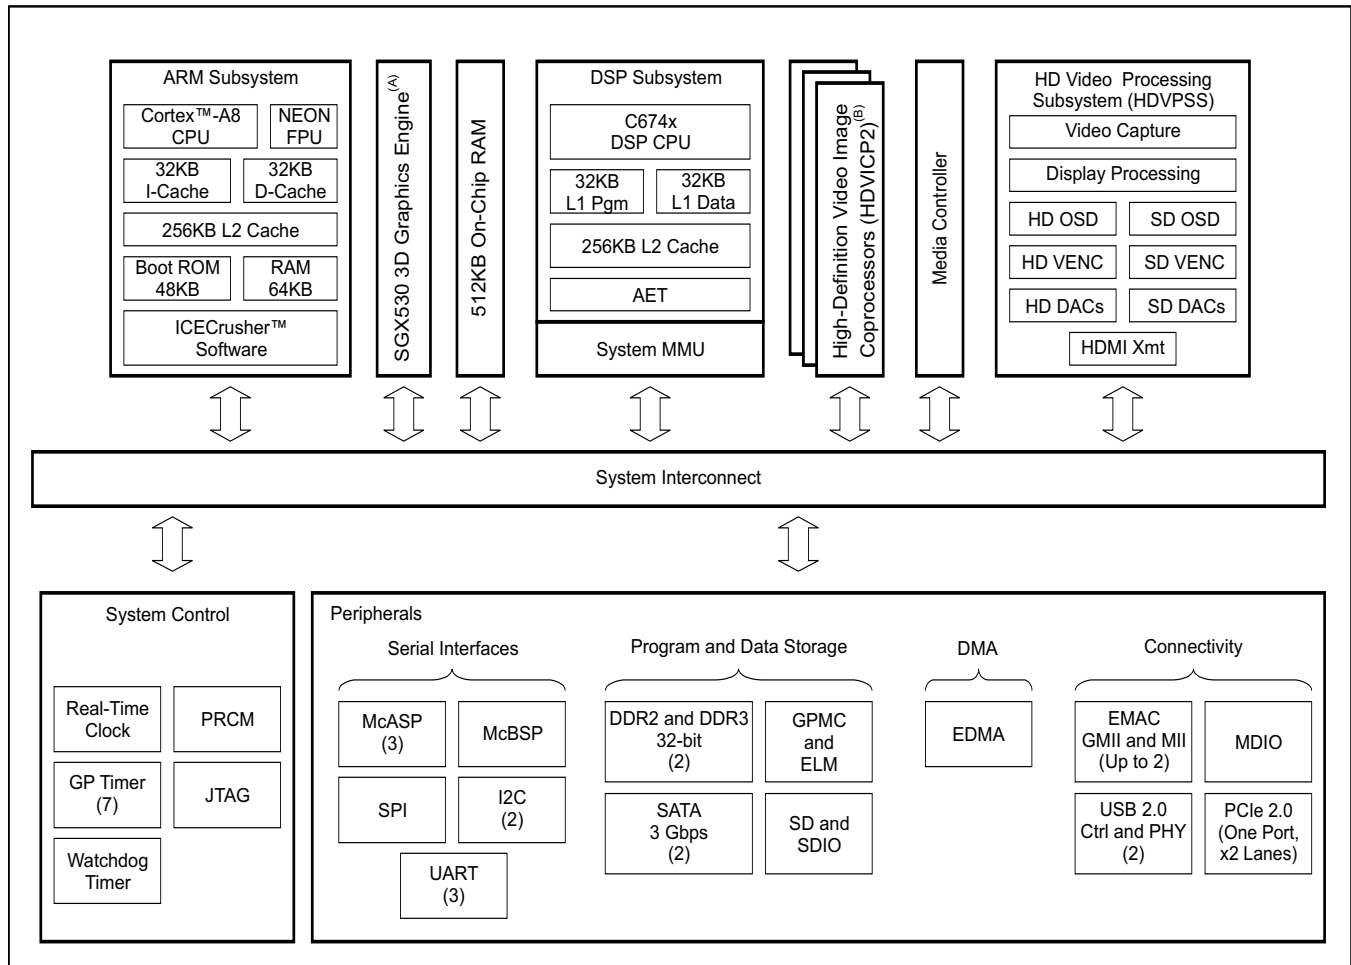 ARM Subsystem
Cortex™-A8
CPU
NEON
FPU
32KB
I-Cache
32KB
D-Cache
256KB L2 Cache
Boot ROM
48KB
RAM
64KB
ICECrusher™
Software
SGX530 3D Graphics Engine(A)
512KB On-Chip RAM
DSP Subsystem
C674x
DSP CPU
32KB
L1 Pgm
32KB
L1 Data
256KB L2 Cache
AET
System MMU
High-Definition Video Image
Coprocessors (HDVICP2)(B)
Media Controller
HD Video Processing
Subsystem (HDVPSS)
Video Capture
Display Processing
HD OSD
SD OSD
HD VENC
SD VENC
HD DACs
SD DACs
HDMI Xmt
System Interconnect
System Control
Real-Time
Clock
PRCM
GP Timer
(7)
JTAG
Watchdog
Timer
Peripherals
Serial Interfaces
McASP
(3)
McBSP
SPI
I2C
(2)
UART
(3)
Program and Data Storage
DDR2 and DDR3
32-bit
(2)
GPMC
and
ELM
SATA
3 Gbps
(2)
SD and
SDIO
DMA
EDMA
Connectivity
EMAC
GMII and MII
(Up to 2)
MDIO
USB 2.0
Ctrl and PHY
(2)
PCIe 2.0
(One Port,
x2 Lanes)